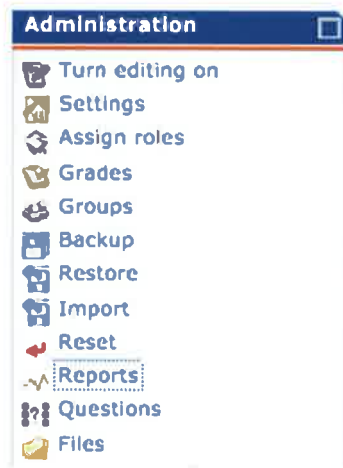 Administration
Turn editing on
Settings
Assign roles
Grades
Groups
Backup
Restore
Import
Reset
Reports
Questions
Files